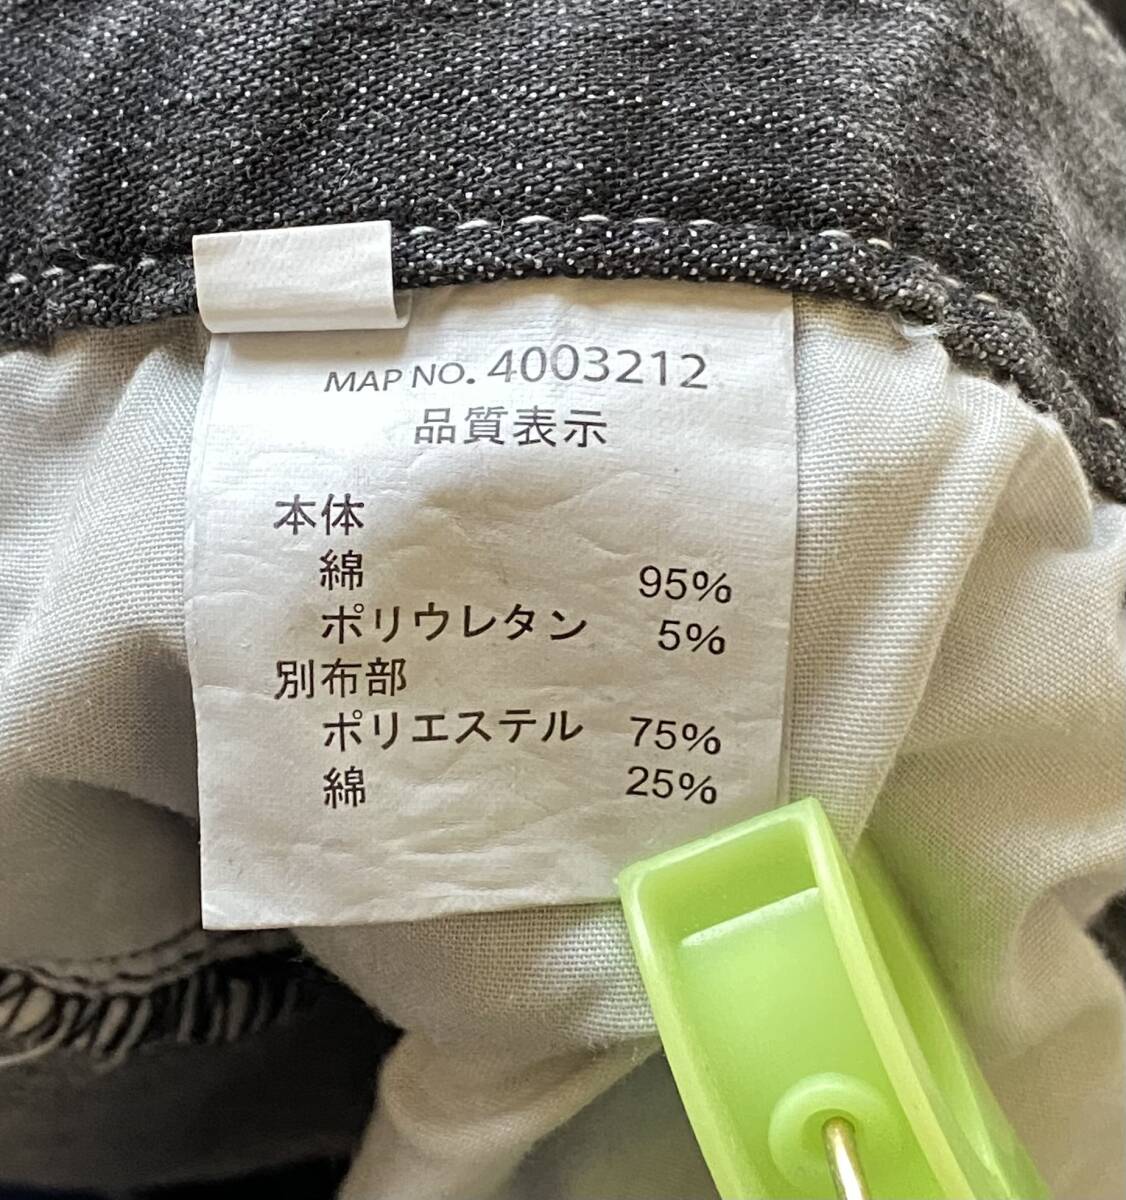 MAP NO. 4003212
品質表示
本体
綿 95%
ポリウレタン 5%
別布部
ポリエステル 75%
綿 25%